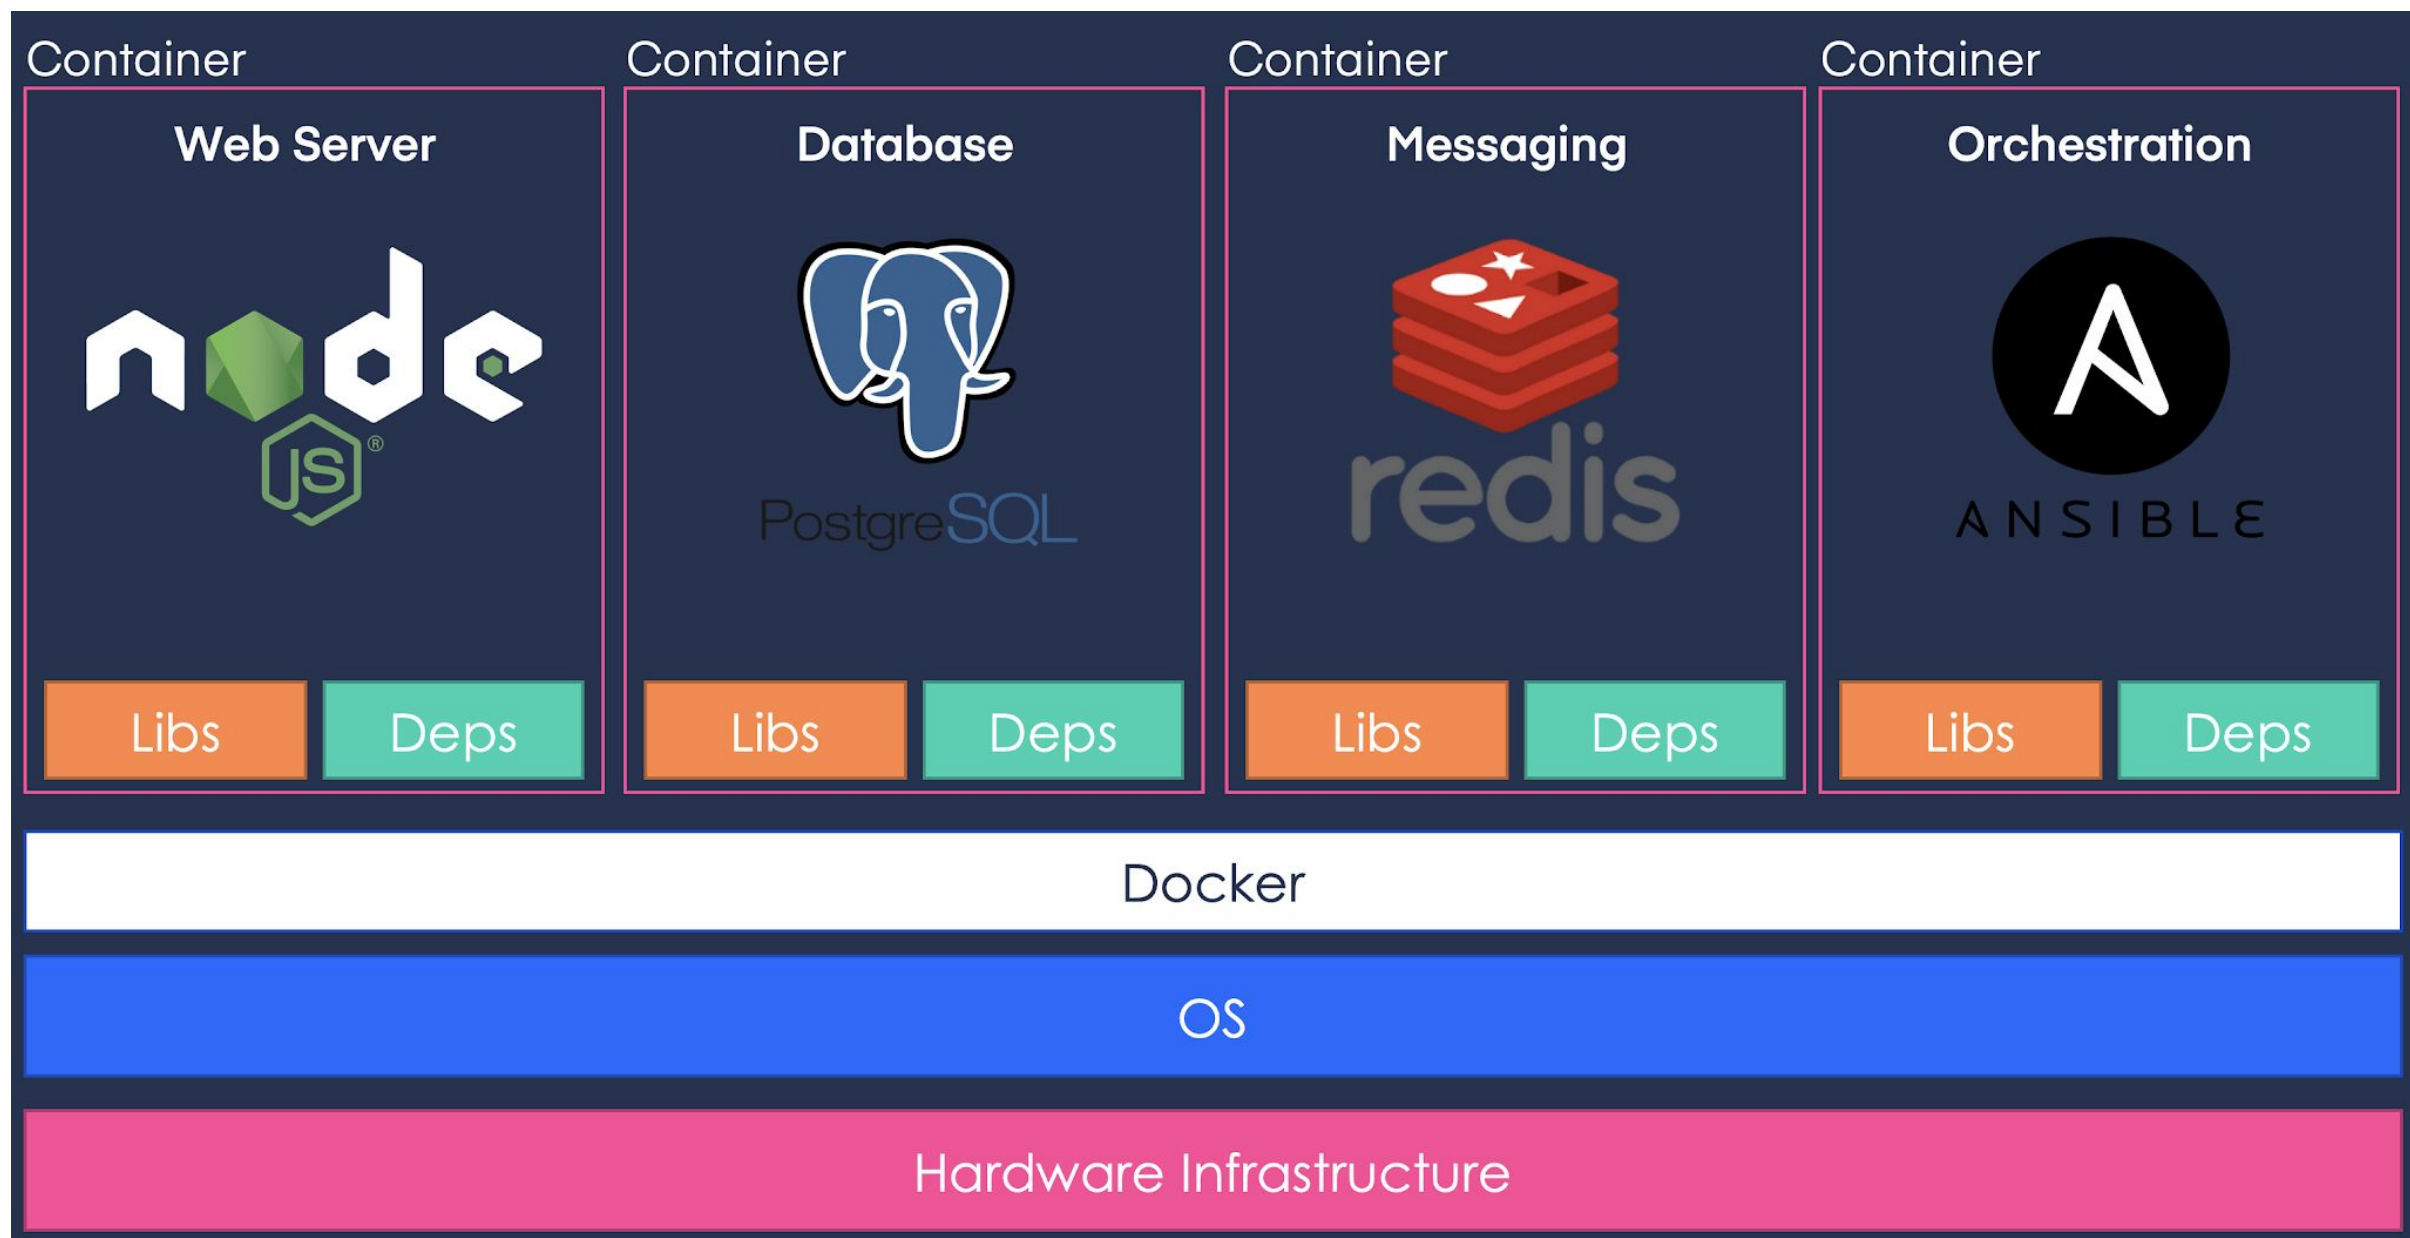 Container
Container
Container
Container
Web Server
Database
Messaging
Orchestration
node
JS®
PostgreSQL
redis
ANSIBLE
Libs
Deps
Libs
Deps
Libs
Deps
Libs
Deps
Docker
OS
Hardware Infrastructure